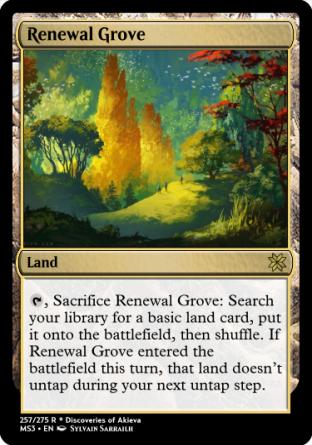 Renewal Grove
Land
, Sacrifice Renewal Grove: Search
your library for a basic land card, put
it onto the battlefield, then shuffle. If
Renewal Grove entered the
battlefield this turn, that land doesn't
untap during your next untap step.
257/275 R * Discoveries of Akieva
MS3 • EN Sylvain Sarrailh